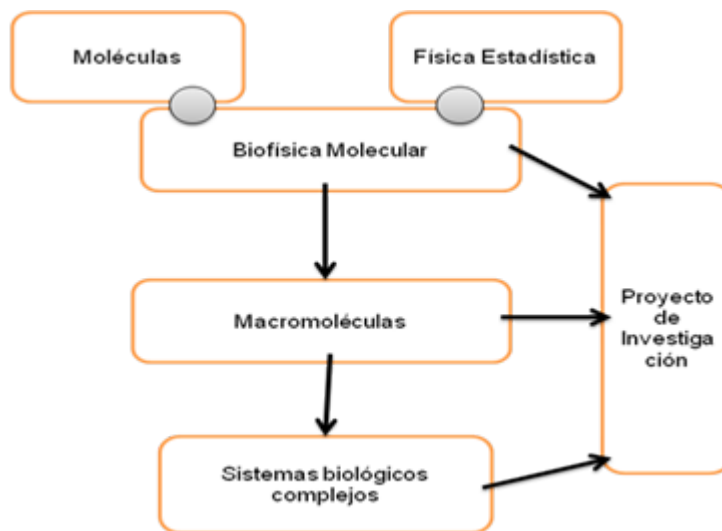 Moléculas
Física Estadística
Biofísica Molecular
Macromoléculas
Proyecto
de
Investiga
ción
Sistemas biológicos
complejos